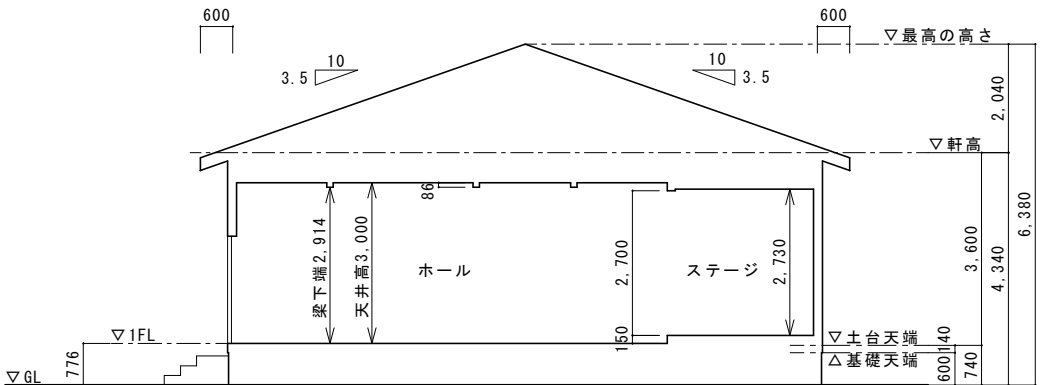 600
600
▽最高の高さ
10
3.5
10
3.5
2,040
▽軒高
86
梁下端2,914
天井高3,000
ホール
2,700
ステージ
2,730
3,600
4,340
6,380
▽1FL
150
▽土台天端
△基礎天端
140
600
740
776
▽GL